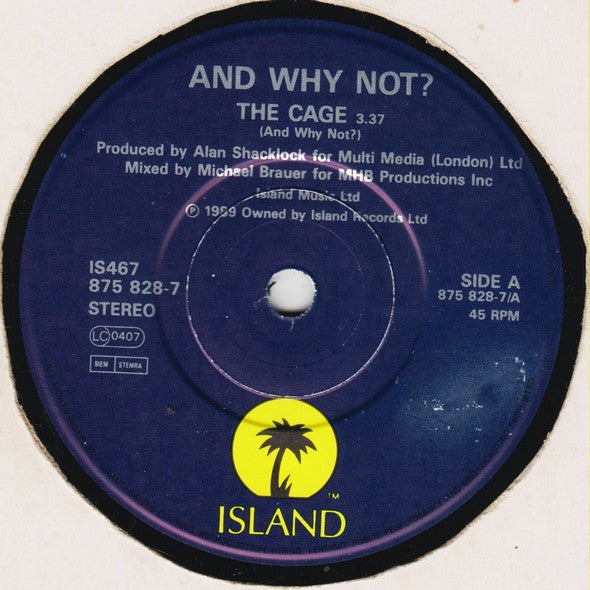 AND WHY NOT?
THE CAGE 3.37
(And Why Not?)
Produced by Alan Shacklock for Multi Media (London) Ltd
Mixed by Michael Brauer for MHB Productions Inc
Island Music Ltd
Ⓟ 1989 Owned by Island Records Ltd
IS467
875 828-7
STEREO
LC 0407
BIEM STEMRA
SIDE A
875 828-7/A
45 RPM
TM
ISLAND